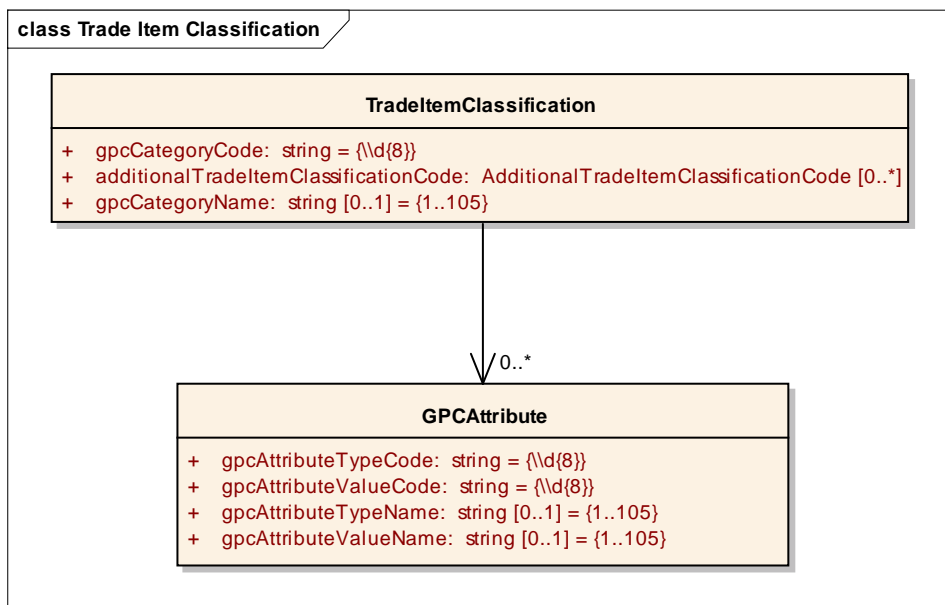 class Trade Item Classification
TradeItemClassification
+ gpcCategoryCode: string = {\\d{8}}
+ additionalTradeItemClassificationCode: AdditionalTradeItemClassificationCode [0..*]
+ gpcCategoryName: string [0..1] = {1..105}
0..*
GPCAttribute
+ gpcAttributeTypeCode: string = {\\d{8}}
+ gpcAttributeValueCode: string = {\\d{8}}
+ gpcAttributeTypeName: string [0..1] = {1..105}
+ gpcAttributeValueName: string [0..1] = {1..105}